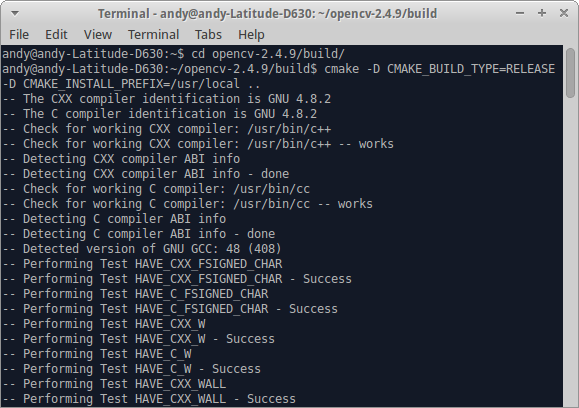 Terminal - andy@andy-Latitude-D630: ~/opencv-2.4.9/build
File Edit View Terminal Tabs Help
andy@andy-Latitude-D630:~$ cd opencv-2.4.9/build/
andy@andy-Latitude-D630:~/opencv-2.4.9/build$ cmake -D CMAKE_BUILD_TYPE=RELEASE
-D CMAKE_INSTALL_PREFIX=/usr/local ..
-- The CXX compiler identification is GNU 4.8.2
-- The C compiler identification is GNU 4.8.2
-- Check for working CXX compiler: /usr/bin/c++
-- Check for working CXX compiler: /usr/bin/c++ -- works
-- Detecting CXX compiler ABI info
-- Detecting CXX compiler ABI info - done
-- Check for working C compiler: /usr/bin/cc
-- Check for working C compiler: /usr/bin/cc -- works
-- Detecting C compiler ABI info
-- Detecting C compiler ABI info - done
-- Detected version of GNU GCC: 48 (408)
-- Performing Test HAVE_CXX_FSIGNED_CHAR
-- Performing Test HAVE_CXX_FSIGNED_CHAR - Success
-- Performing Test HAVE_C_FSIGNED_CHAR
-- Performing Test HAVE_C_FSIGNED_CHAR - Success
-- Performing Test HAVE_CXX_W
-- Performing Test HAVE_CXX_W - Success
-- Performing Test HAVE_C_W
-- Performing Test HAVE_C_W - Success
-- Performing Test HAVE_CXX_WALL
-- Performing Test HAVE_CXX_WALL - Success